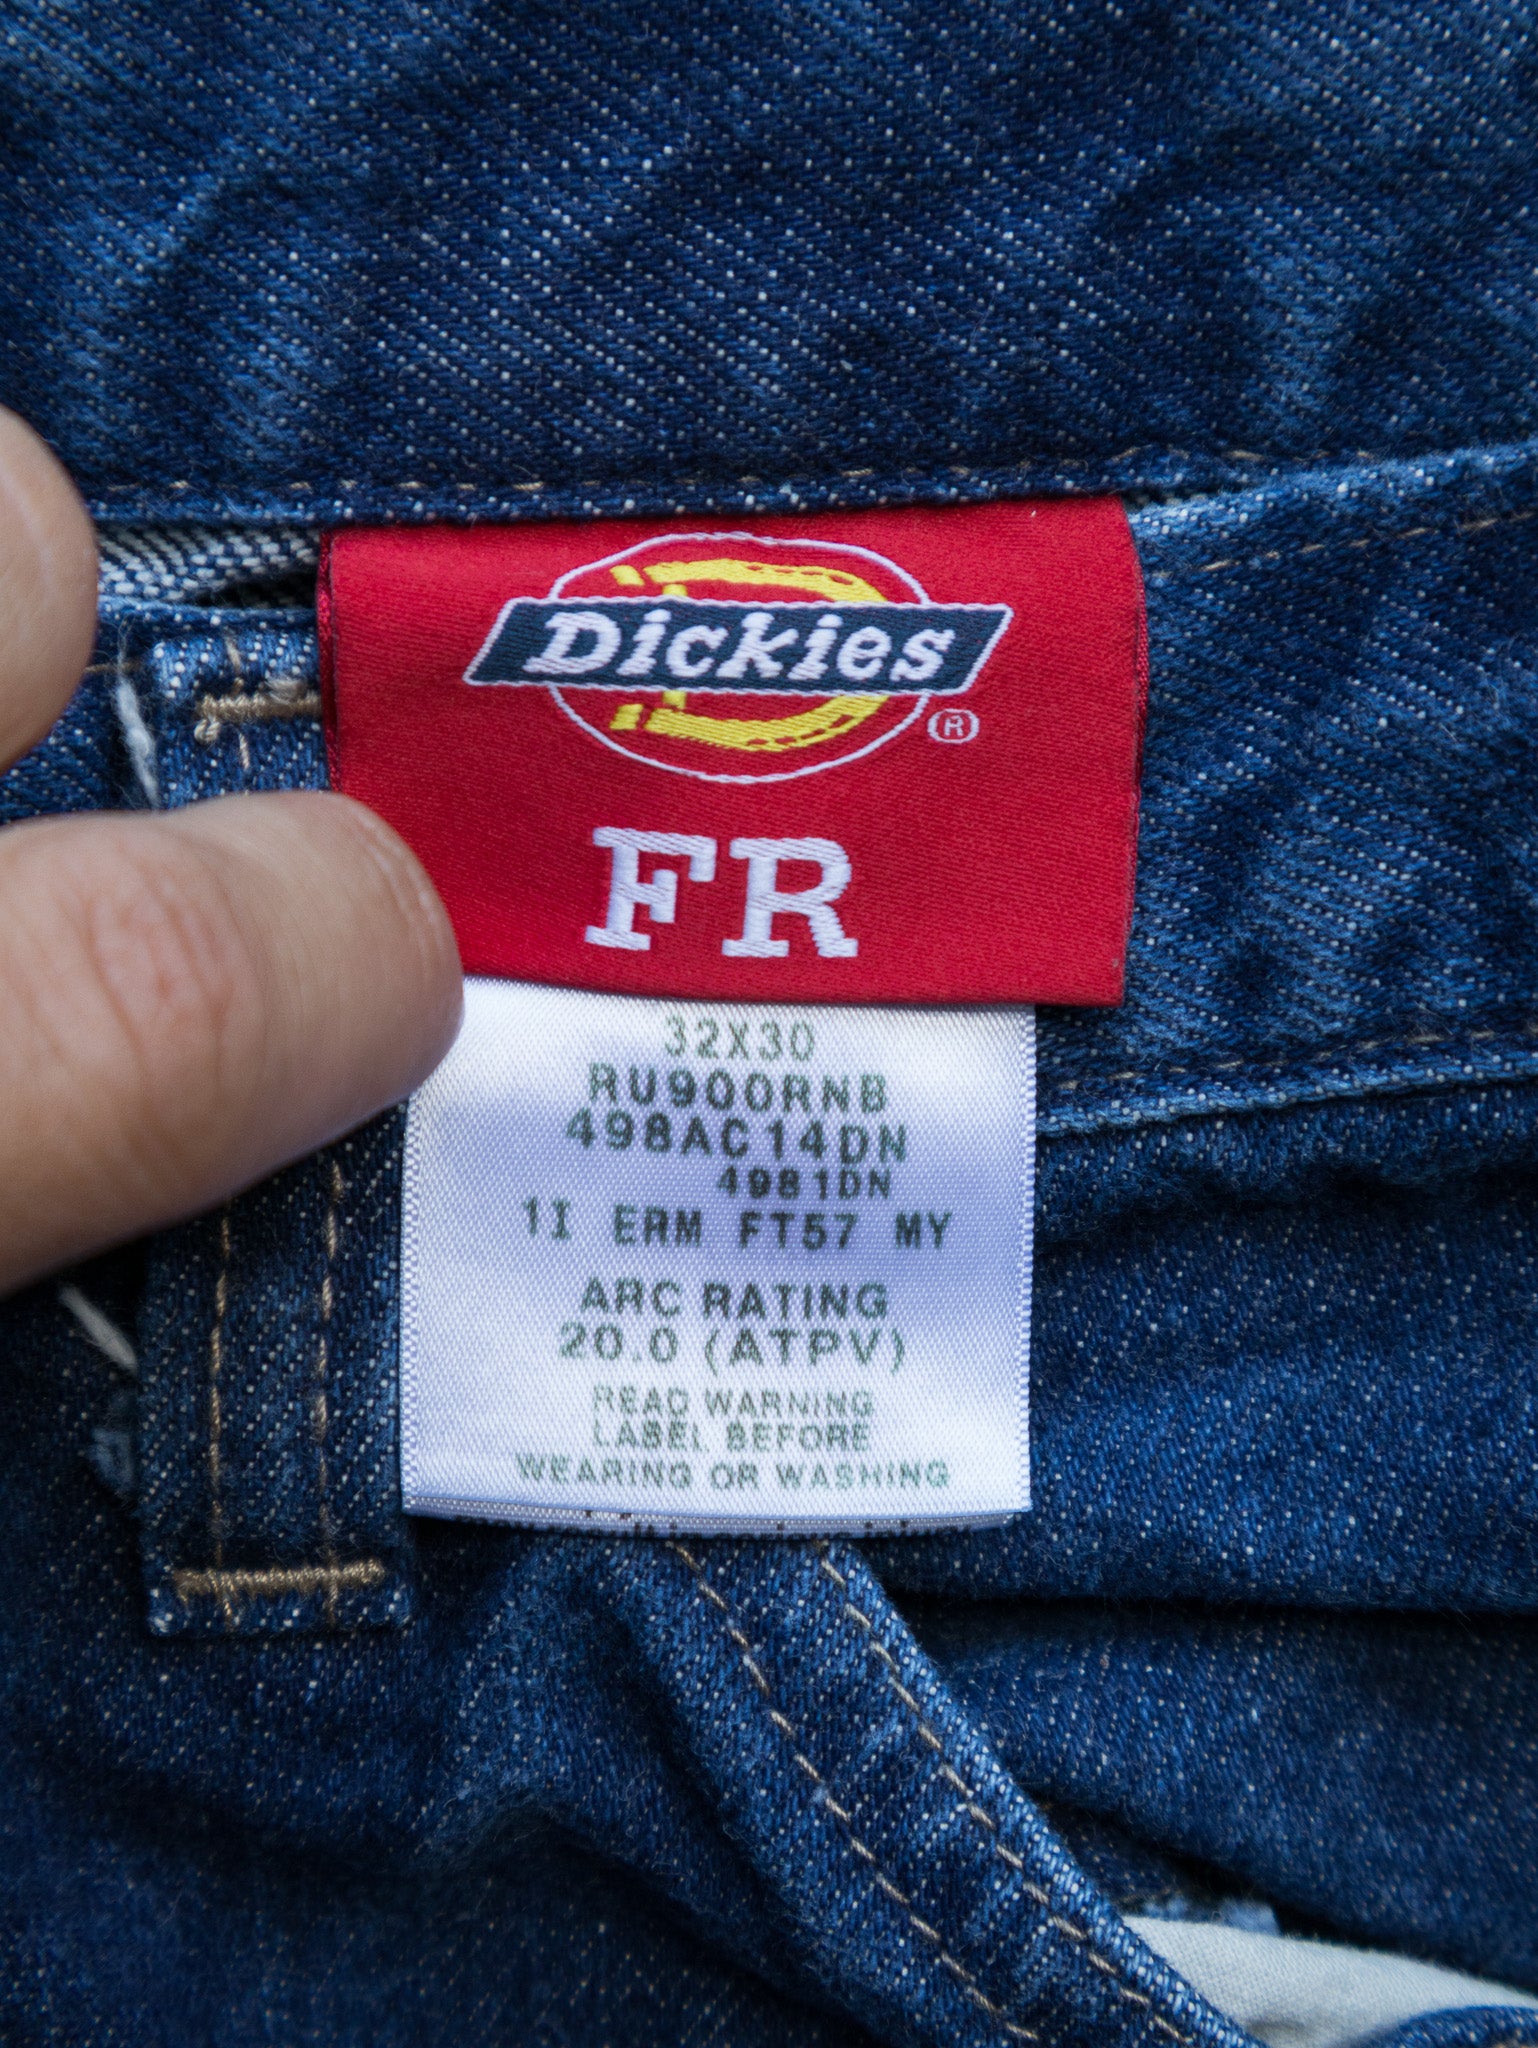 Dickies
®
FR
32X30
RU900RNB
498AC14DN
4981DN
1I ERM FT57 MY
ARC RATING
20.0 (ATPV)
READ WARNING
LABEL BEFORE
WEARING OR WASHING